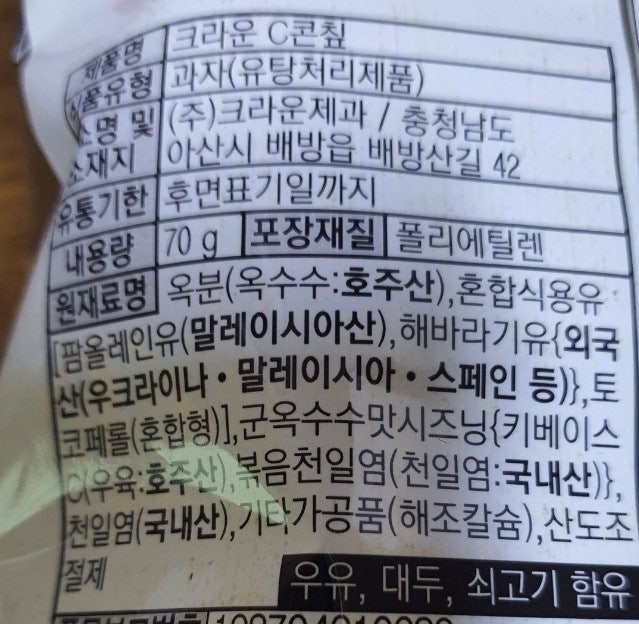 제품명 크라운 C콘칲
식품유형 과자(유탕처리제품)
소명 및 (주)크라운제과 / 충청남도
소재지 아산시 배방읍 배방산길 42
유통기한 후면표기일까지
내용량 70 g 포장재질 폴리에틸렌
원재료명 옥분(옥수수:호주산),혼합식용유
[팜올레인유(말레이시아산),해바라기유{외국
산(우크라이나·말레이시아·스페인 등)},토
코페롤(혼합형)],군옥수수맛시즈닝{키베이스
C(우육:호주산),볶음천일염(천일염:국내산)},
천일염(국내산),기타가공품(해조칼슘),산도조
절제
우유, 대두, 쇠고기 함유